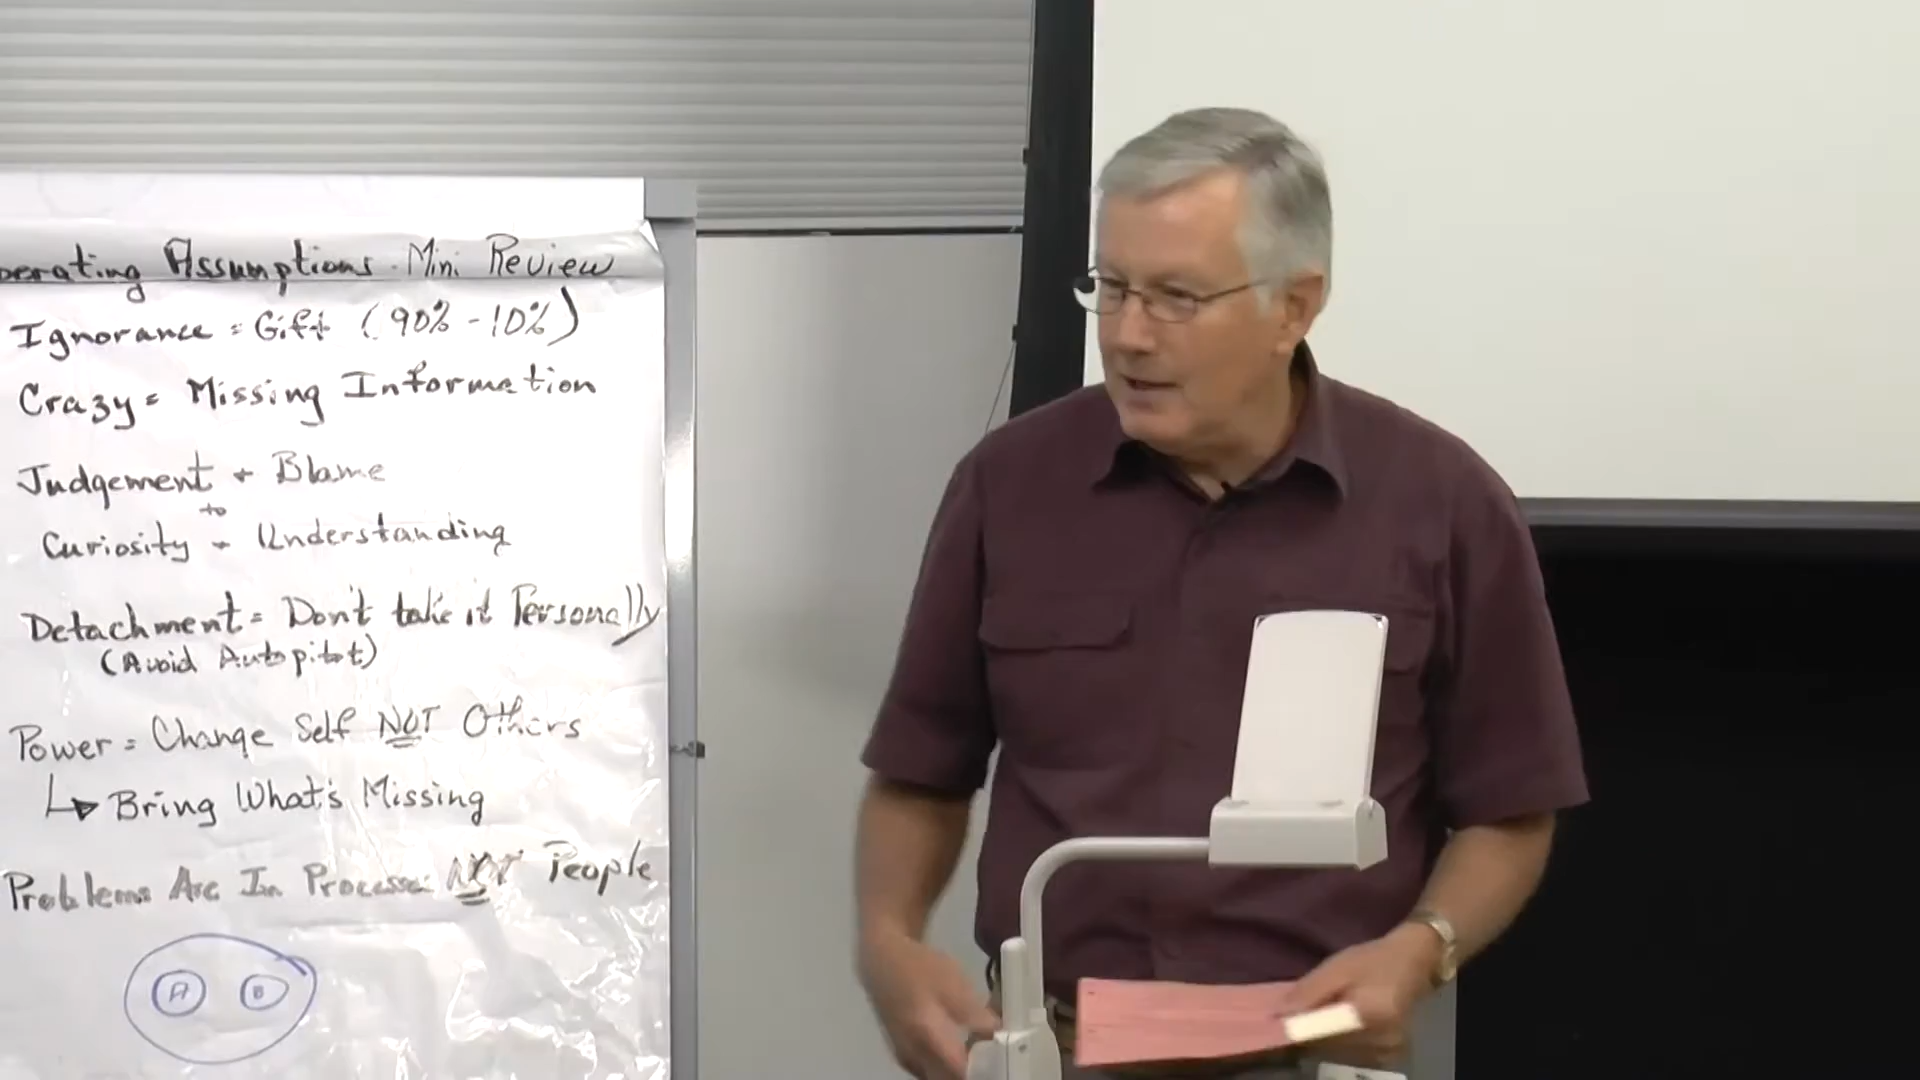 perating Assumptions - Mini Review
Ignorance = Gift (90% - 10%)
Crazy = Missing Information
Judgement + Blame
to
Curiosity + Understanding
Detachment = Don't take it Personally
(Avoid Autopilot)
Power = Change Self NOT Others
Bring What's Missing
Problems Are In Processes NOT People
A B